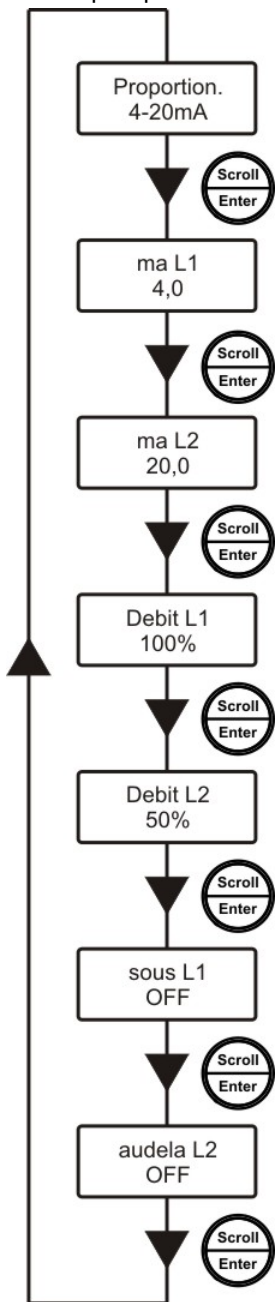 Proportion.
4-20mA
Scroll
Enter
ma L1
4,0
Scroll
Enter
ma L2
20,0
Scroll
Enter
Debit L1
100%
Scroll
Enter
Debit L2
50%
Scroll
Enter
sous L1
OFF
Scroll
Enter
audela L2
OFF
Scroll
Enter